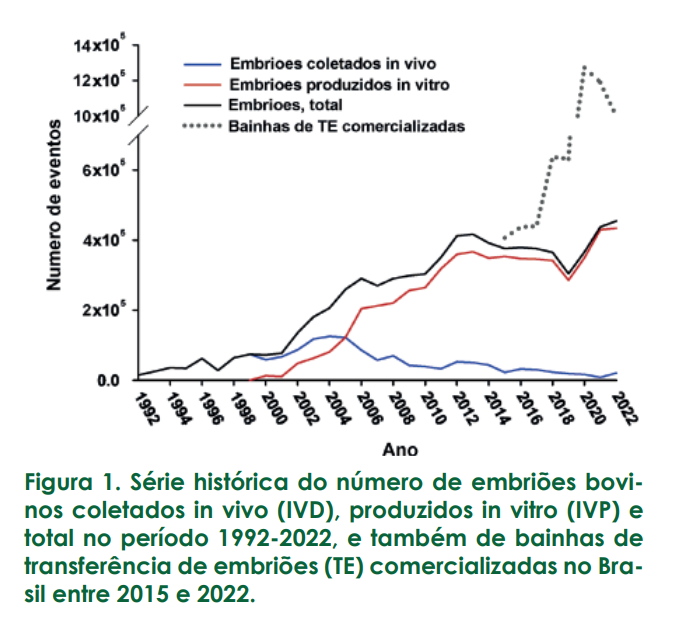 14x10⁵
12x10⁵
10x10⁵
6x10⁵
4x10⁵
2x10⁵
0.0
Numero de eventos
Embrioes coletados in vivo
Embrioes produzidos in vitro
Embrioes, total
Bainhas de TE comercializadas
1992
1994
1996
1998
2000
2002
2004
2006
2008
2010
2012
2014
2016
2018
2020
2022
Ano
Figura 1. Série histórica do número de embriões bovi-
nos coletados in vivo (IVD), produzidos in vitro (IVP) e
total no período 1992-2022, e também de bainhas de
transferência de embriões (TE) comercializadas no Bra-
sil entre 2015 e 2022.